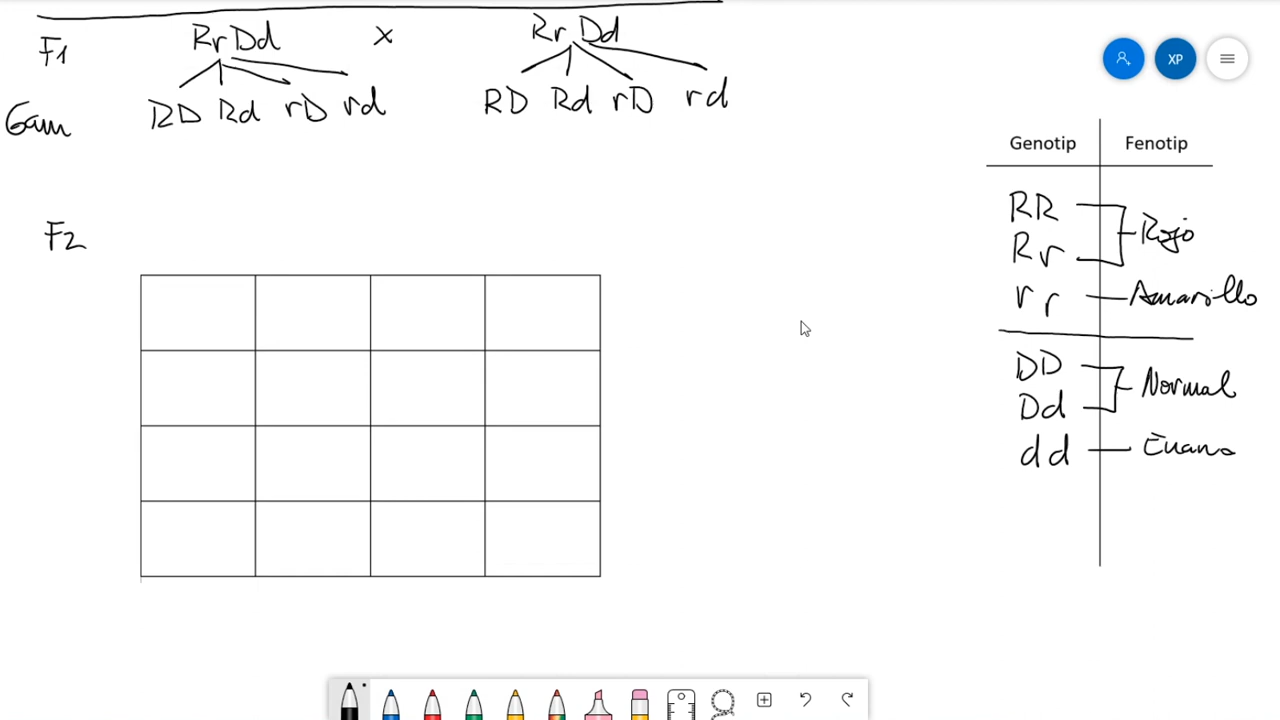 F1 RrDd x RrDd
Gam RD Rd rD rd RD Rd rD rd
F2
XP
Genotip Fenotip
RR
Rr
Rojo
rr Amarillo
DD
Dd
Normal
dd Enano